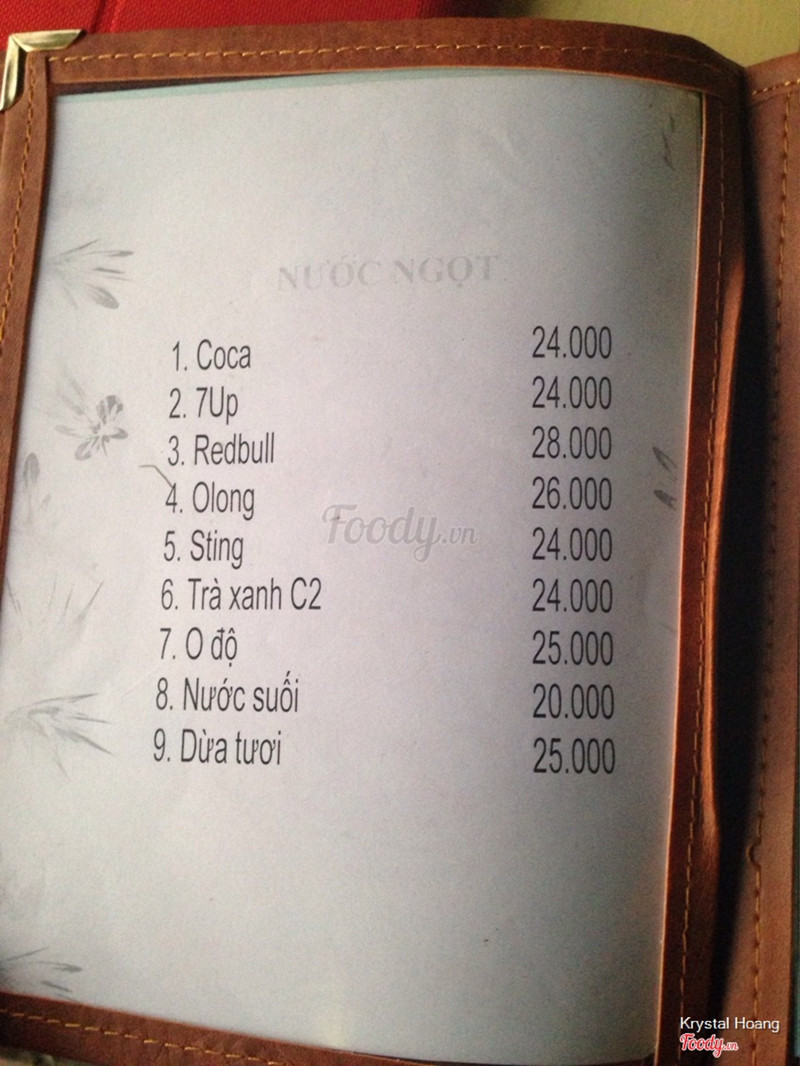 NƯỚC NGỌT
1. Coca 24.000
2. 7Up 24.000
3. Redbull 28.000
4. Olong 26.000
5. Sting 24.000
6. Trà xanh C2 24.000
7. O độ 25.000
8. Nước suối 20.000
9. Dừa tươi 25.000
Foody.vn
Krystal Hoang
Foody.vn